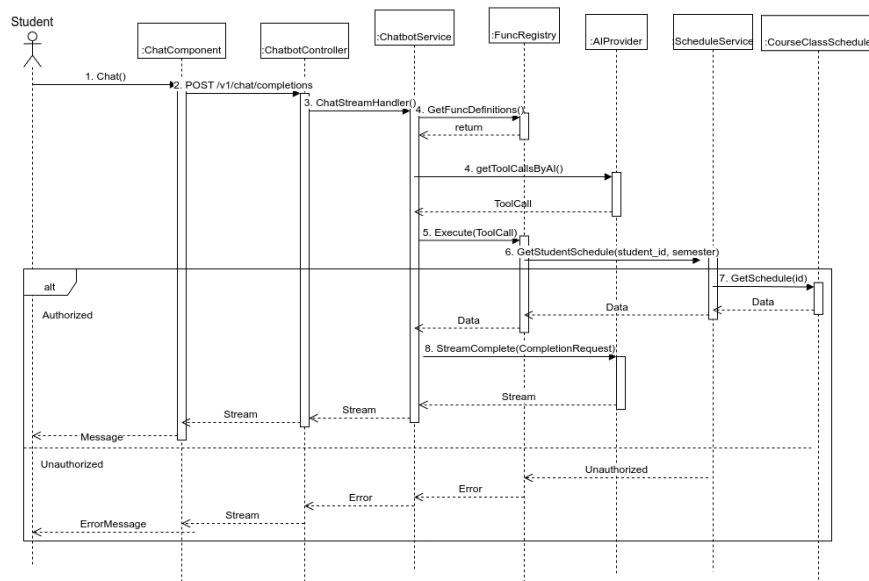 Student
:ChatComponent
:ChatbotController
:ChatbotService
:FuncRegistry
:AIProvider
:ScheduleService
:CourseClassSchedule
1. Chat()
2. POST /v1/chat/completions
3. ChatStreamHandler()
4. GetFuncDefinitions()
return
4. getToolCallsByAI()
ToolCall
5. Execute(ToolCall)
6. GetStudentSchedule(student_id, semester)
alt
7. GetSchedule(id)
Authorized
Data
Data
Data
8. StreamComplete(CompletionRequest)
Stream
Stream
Stream
Message
Unauthorized
Unauthorized
Error
Error
Stream
ErrorMessage